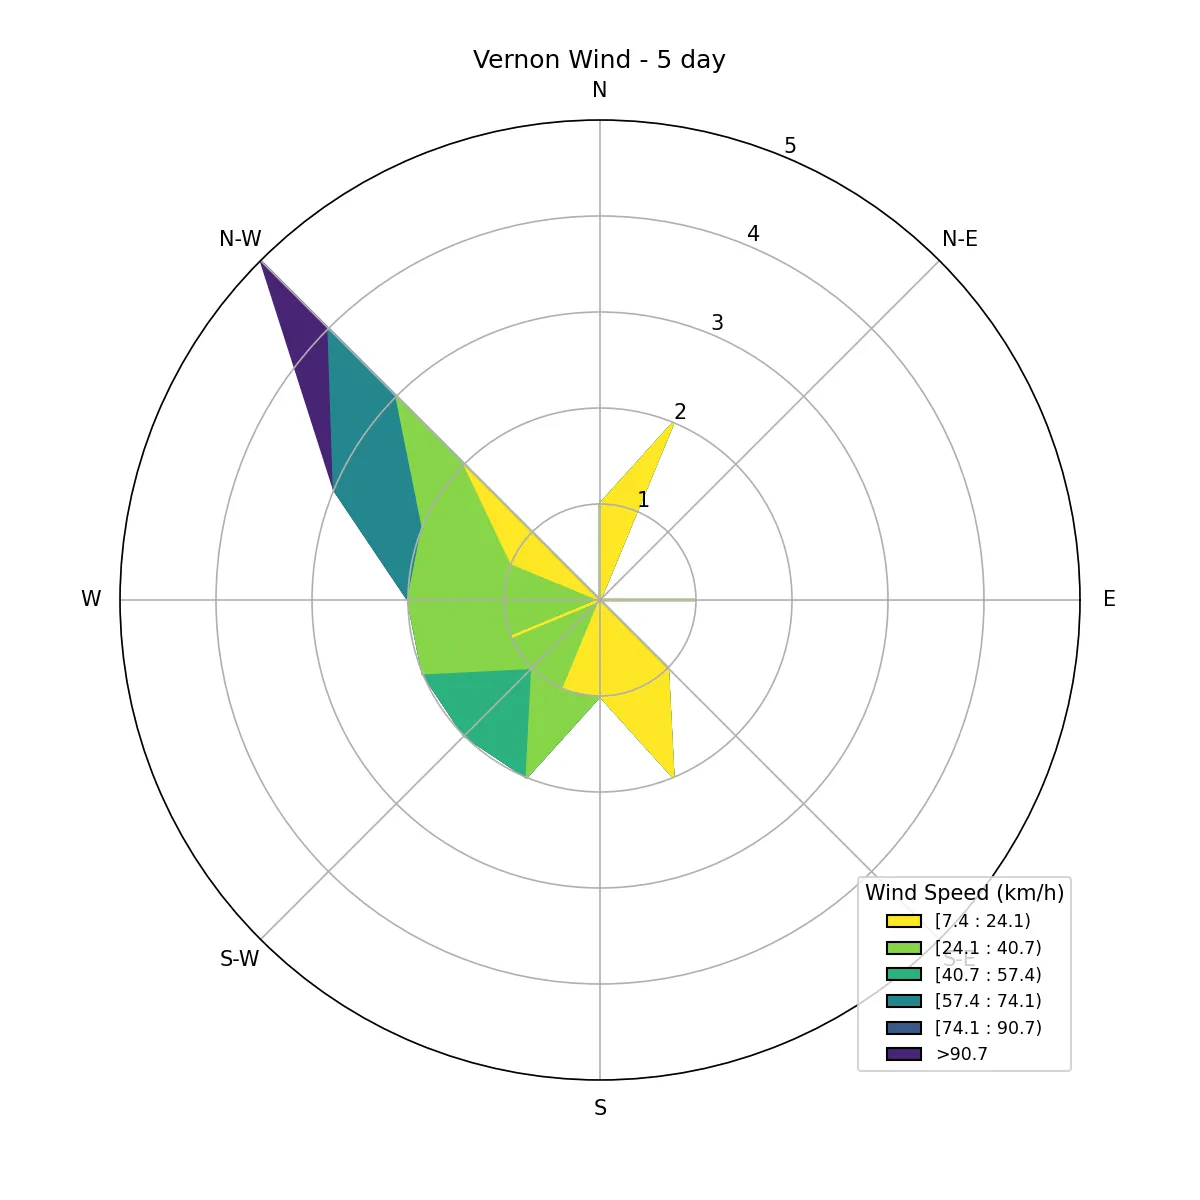 Vernon Wind - 5 day
N
5
N-W
N-E
4
3
2
1
W
E
S-W
S-E
S
Wind Speed (km/h)
[7.4 : 24.1)
[24.1 : 40.7)
[40.7 : 57.4)
[57.4 : 74.1)
[74.1 : 90.7)
>90.7